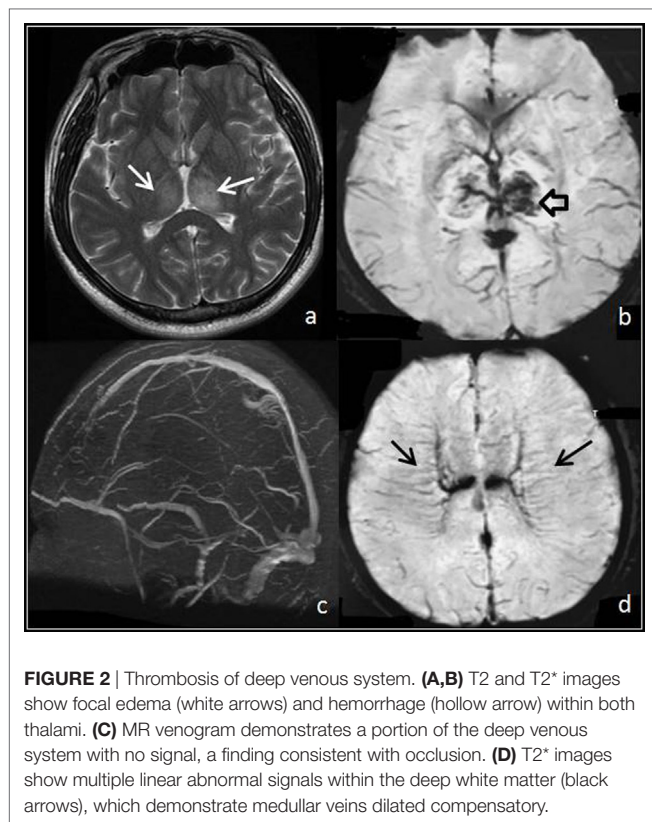 a
b
c
d
FIGURE 2 | Thrombosis of deep venous system. (A,B) T2 and T2* images
show focal edema (white arrows) and hemorrhage (hollow arrow) within both
thalami. (C) MR venogram demonstrates a portion of the deep venous
system with no signal, a finding consistent with occlusion. (D) T2* images
show multiple linear abnormal signals within the deep white matter (black
arrows), which demonstrate medullar veins dilated compensatory.